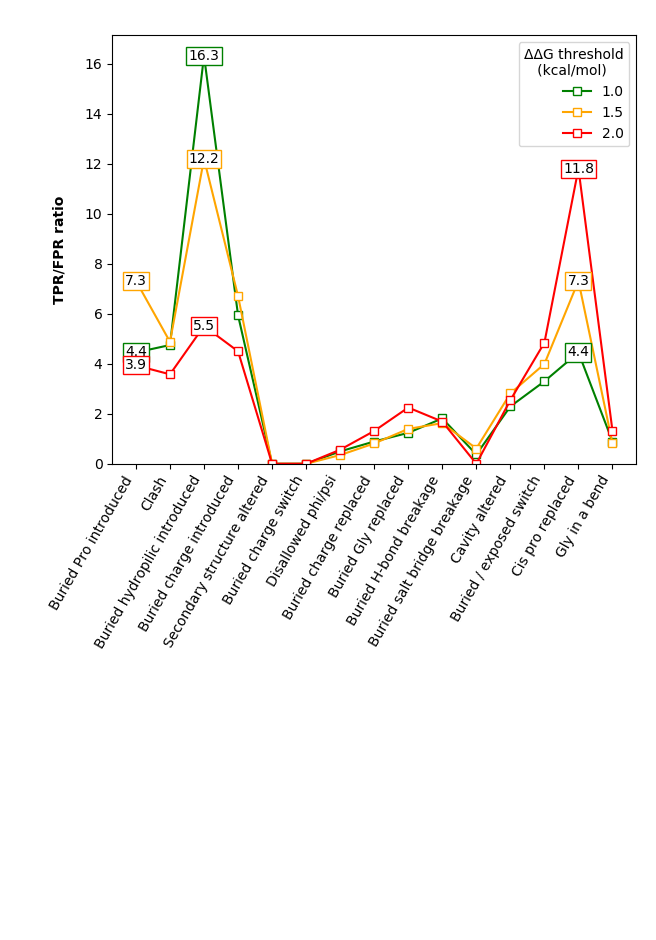 ΔΔG threshold
(kcal/mol)
1.0
1.5
2.0
TPR/FPR ratio
16
14
12
10
8
6
4
2
0
16.3
12.2
5.5
7.3
4.4
3.9
11.8
7.3
4.4
Buried Pro introduced
Clash
Buried hydropilic introduced
Buried charge introduced
Secondary structure altered
Buried charge switch
Disallowed phi/psi
Buried charge replaced
Buried Gly replaced
Buried H-bond breakage
Buried salt bridge breakage
Cavity altered
Buried / exposed switch
Cis pro replaced
Gly in a bend